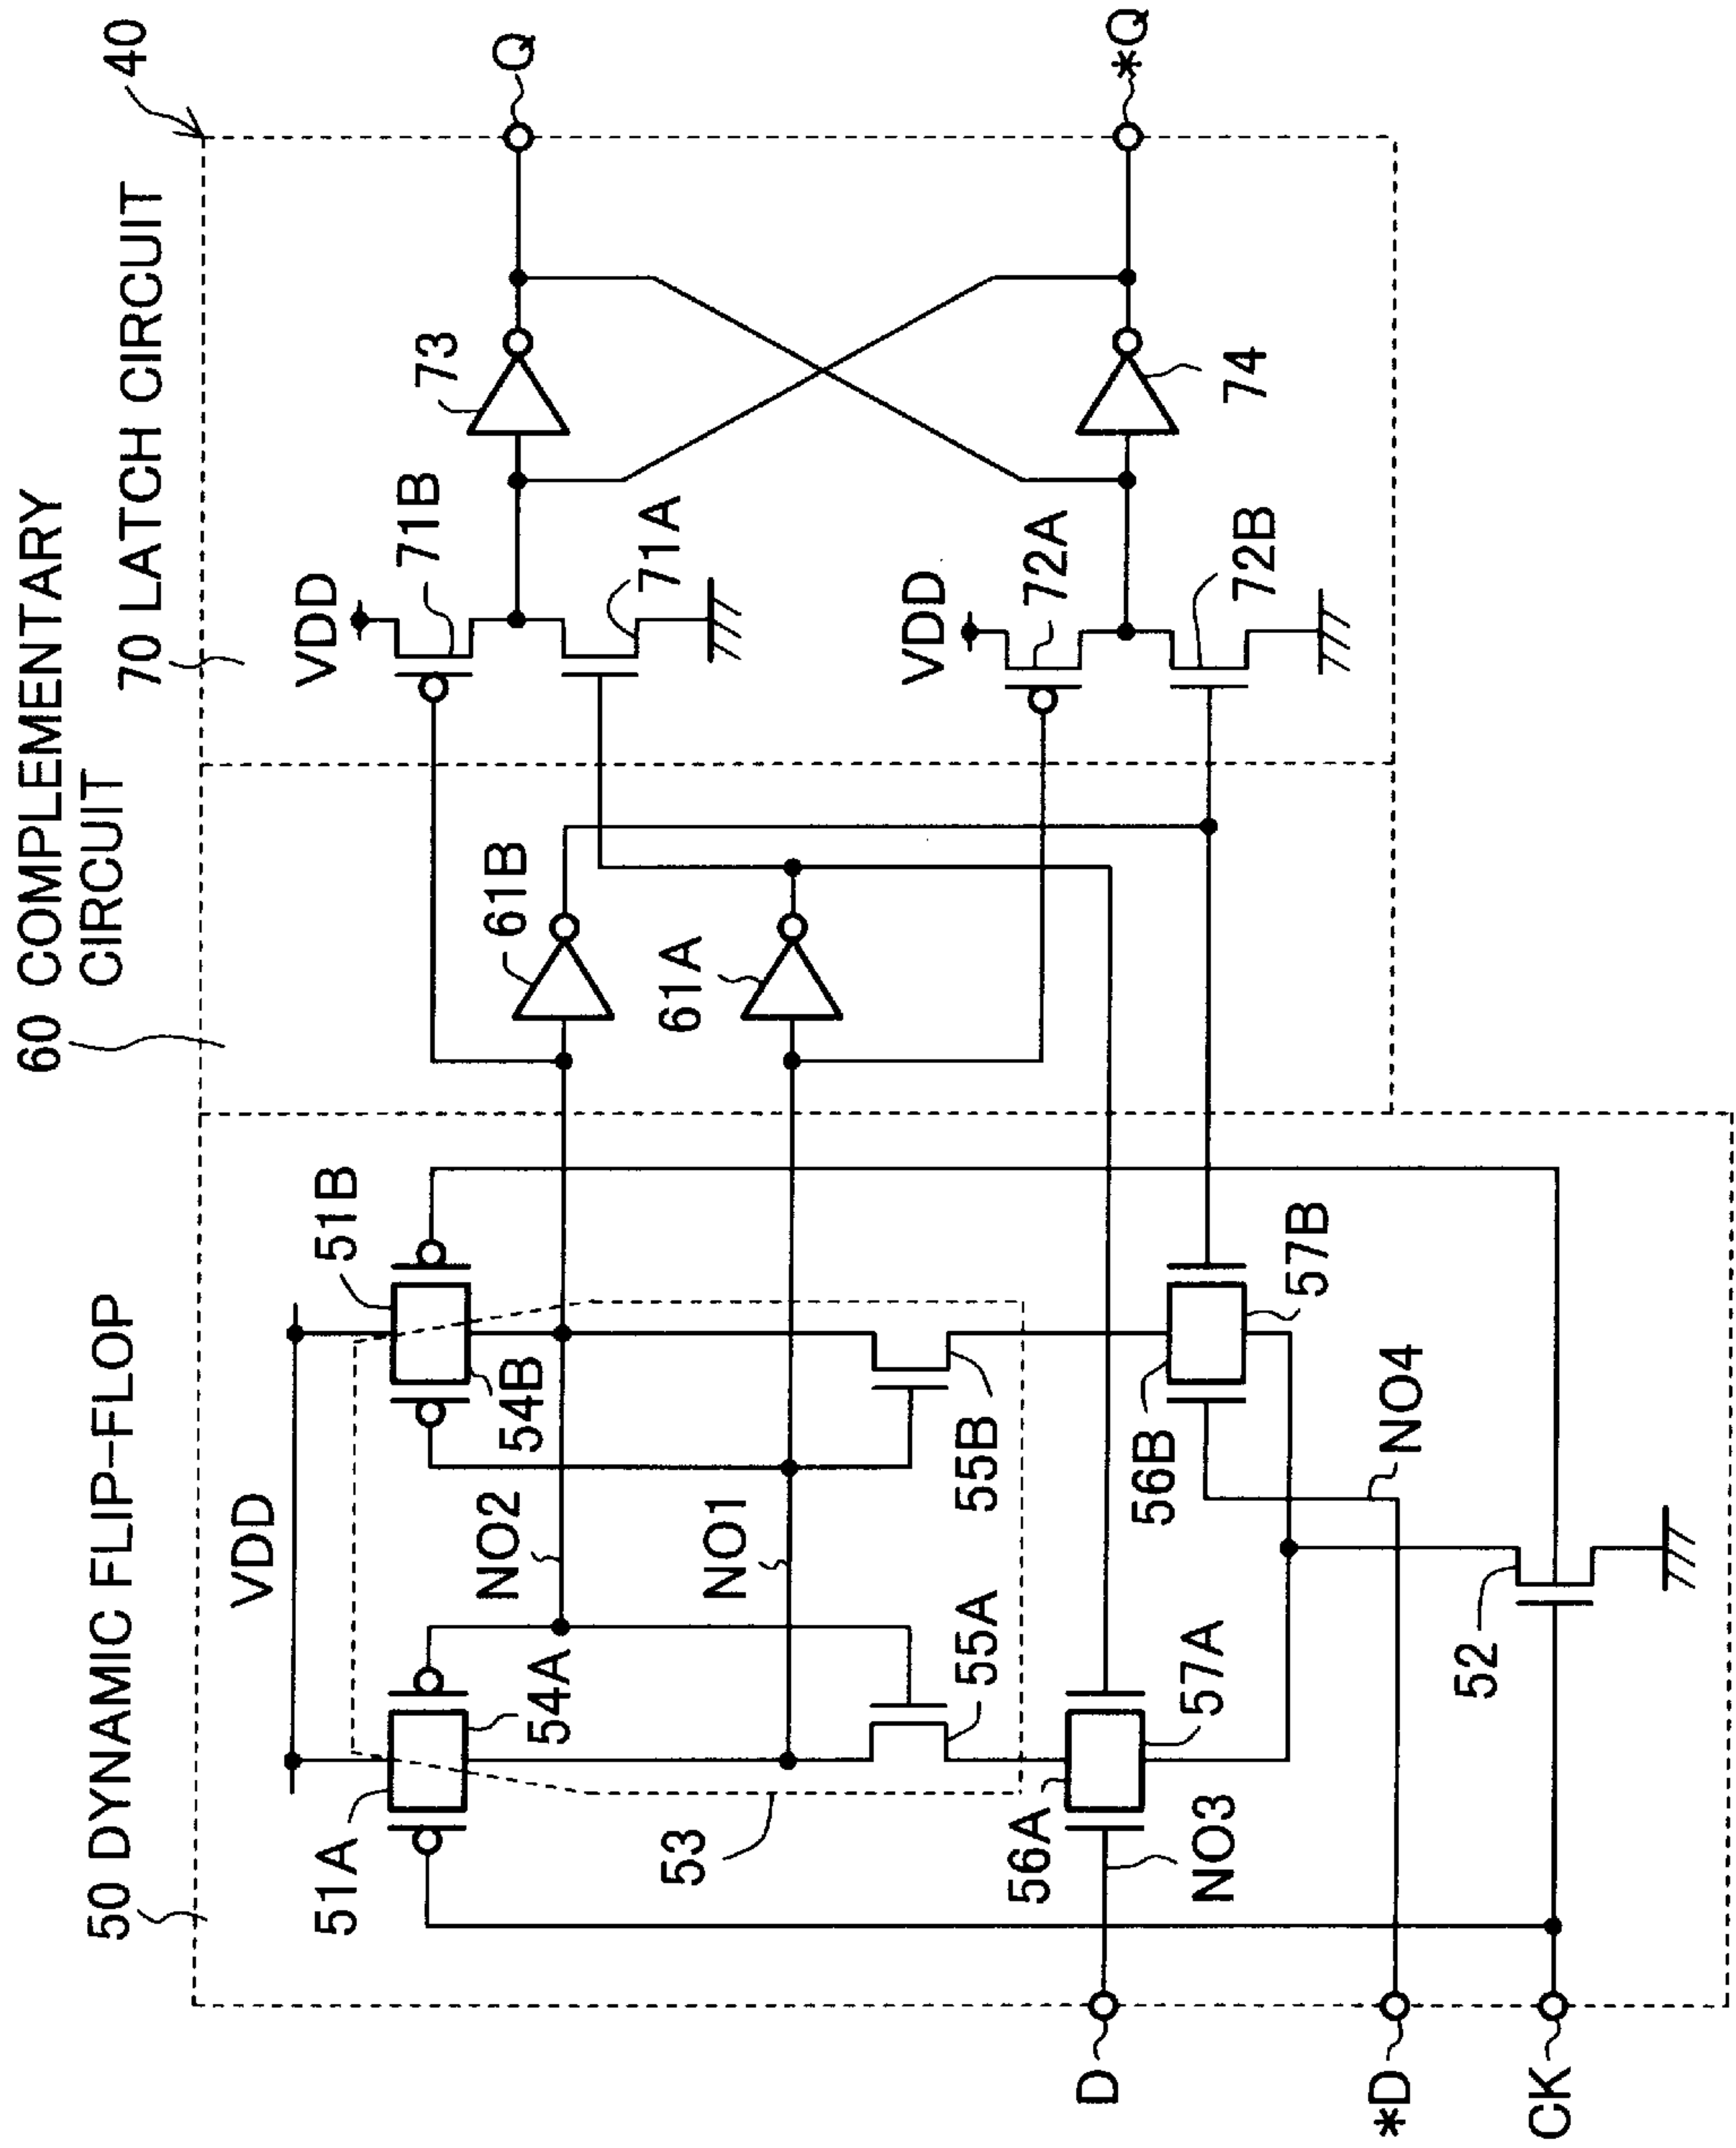 40
60 COMPLEMENTARY
CIRCUIT
70 LATCH CIRCUIT
50 DYNAMIC FLIP-FLOP
VDD
51A
54A
51B
54B
NO2
NO1
53
55A
55B
56A
57A
NO3
56B
57B
NO4
52
D
*D
CK
61B
61A
VDD
71B
71A
VDD
72A
72B
73
74
Q
*Q